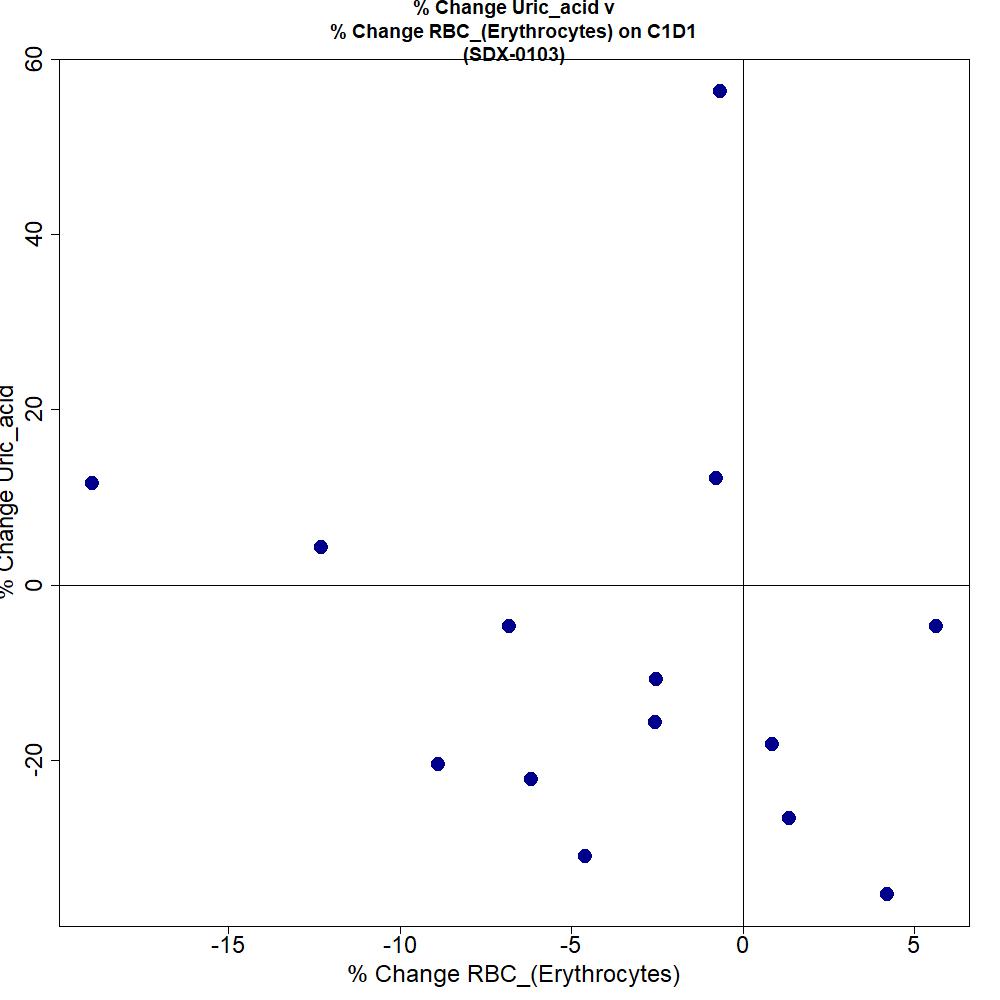 % Change Uric_acid v
% Change RBC_(Erythrocytes) on C1D1
(SDX-0103)
60
40
20
0
-20
% Change Uric_acid
-15
-10
-5
0
5
% Change RBC_(Erythrocytes)